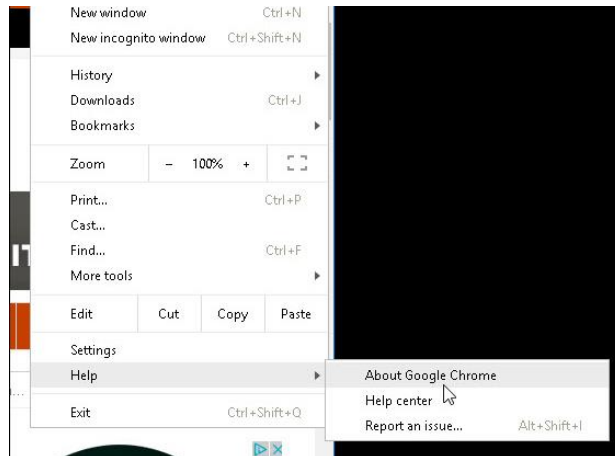 New window Ctrl+N
New incognito window Ctrl+Shift+N
History
Downloads Ctrl+J
Bookmarks
Zoom - 100% +
Print... Ctrl+P
Cast...
Find... Ctrl+F
More tools
Edit Cut Copy Paste
Settings
Help
About Google Chrome
Help center
Exit Ctrl+Shift+Q
Report an issue... Alt+Shift+I